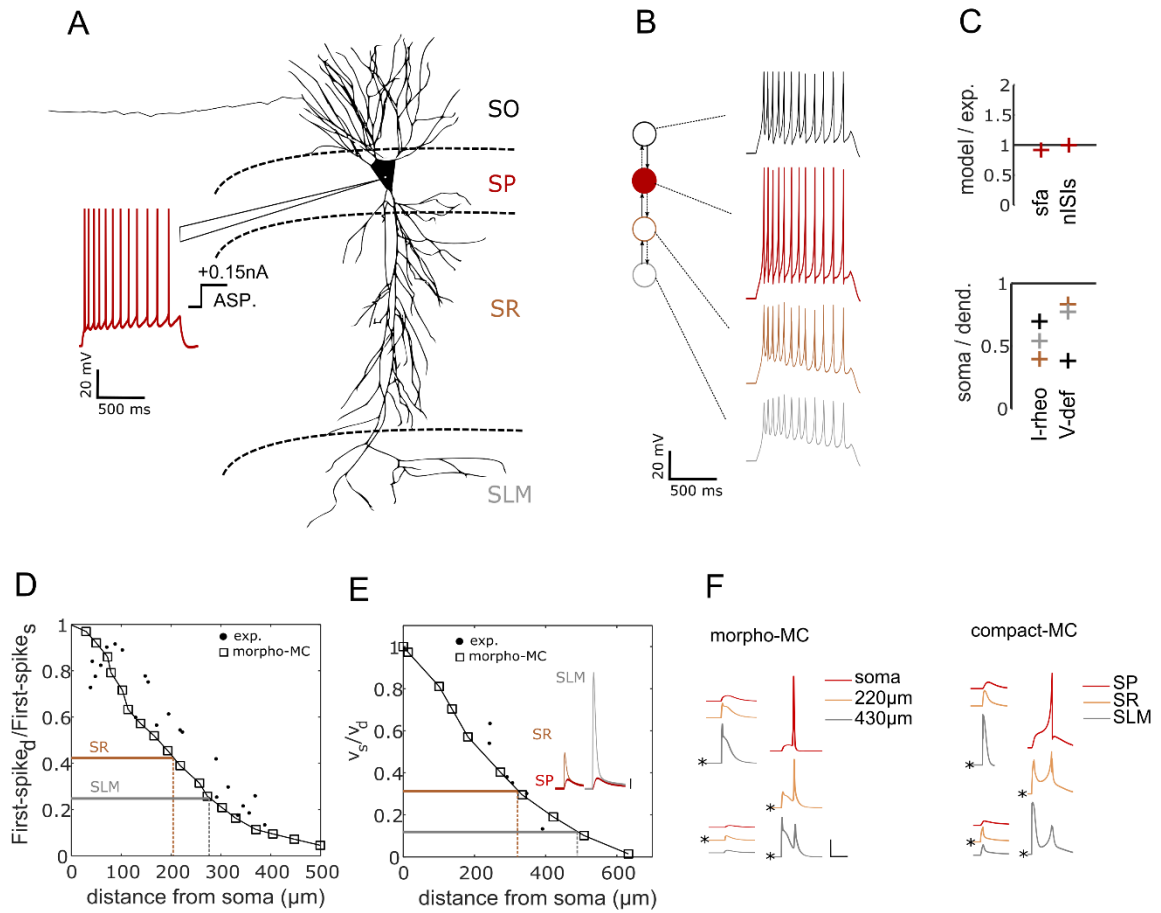 A
SO
SP
+0.15nA
ASP.
SR
20 mV
500 ms
SLM
B
20 mV
500 ms
C
model / exp.
2
1.5
1
0.5
0
sfa
nISIs
soma / dend.
1
0.5
0
I-rheo
V-def
D
First-spike_d/First-spike_s
1
0.8
0.6
0.4
0.2
0
exp.
morpho-MC
SR
SLM
0 100 200 300 400 500
distance from soma (μm)
E
v_s/v_d
1
0.8
0.6
0.4
0.2
0
exp.
morpho-MC
SLM
SR
SP
0 200 400 600
distance from soma (μm)
F
morpho-MC
soma
220μm
430μm
*
*
*
*
compact-MC
SP
SR
SLM
*
*
*
*